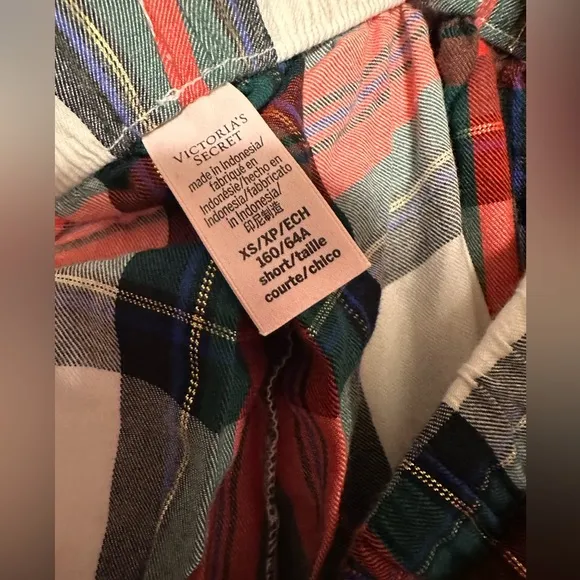 VICTORIA'S
SECRET
made in Indonesia/
fabriqué en
Indonésie/hecho en
Indonesia/fabbricato
in Indonesia/
印尼制造
XS/XP/ECH
160/64A
short/taille
courte/chico